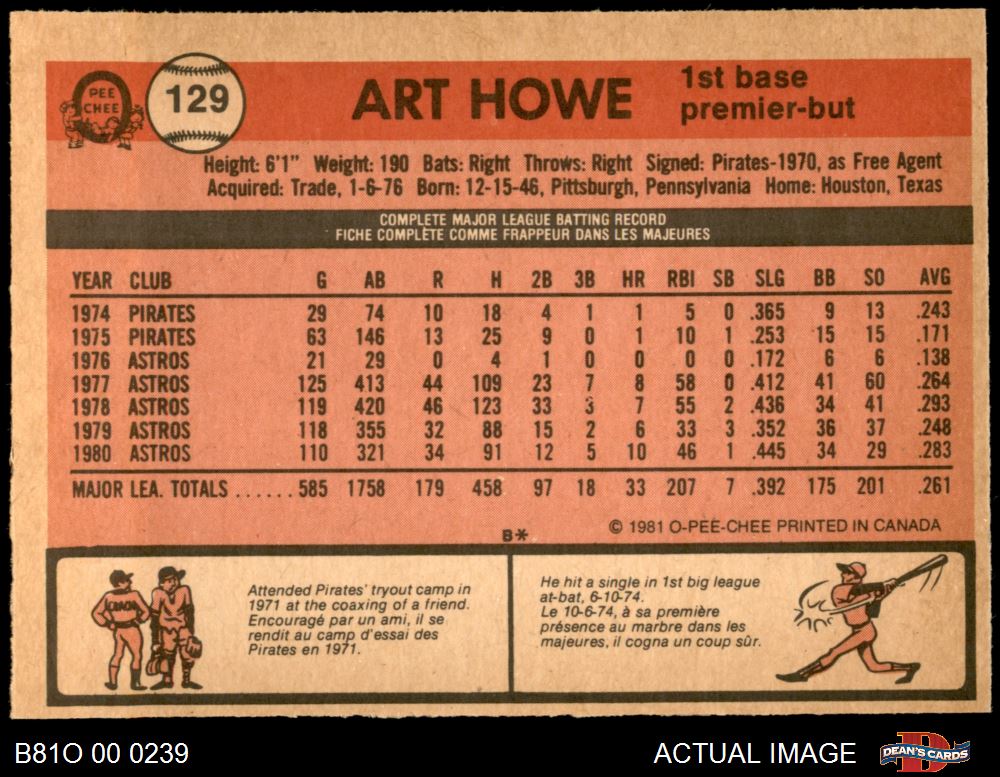 PEE
CHEE
129
ART HOWE
1st base
premier-but
Height: 6'1" Weight: 190 Bats: Right Throws: Right Signed: Pirates-1970, as Free Agent
Acquired: Trade, 1-6-76 Born: 12-15-46, Pittsburgh, Pennsylvania Home: Houston, Texas
COMPLETE MAJOR LEAGUE BATTING RECORD
FICHE COMPLÈTE COMME FRAPPEUR DANS LES MAJEURES
YEAR CLUB G AB R H 2B 3B HR RBI SB SLG BB SO AVG
1974 PIRATES 29 74 10 18 4 1 1 5 0 .365 9 13 .243
1975 PIRATES 63 146 13 25 9 0 1 10 1 .253 15 15 .171
1976 ASTROS 21 29 0 4 1 0 0 0 0 .172 6 6 .138
1977 ASTROS 125 413 44 109 23 7 8 58 0 .412 41 60 .264
1978 ASTROS 119 420 46 123 33 3 7 55 2 .436 34 41 .293
1979 ASTROS 118 355 32 88 15 2 6 33 3 .352 36 37 .248
1980 ASTROS 110 321 34 91 12 5 10 46 1 .445 34 29 .283
MAJOR LEA. TOTALS ...... 585 1758 179 458 97 18 33 207 7 .392 175 201 .261
© 1981 O-PEE-CHEE PRINTED IN CANADA
B*
COACH
Attended Pirates' tryout camp in
1971 at the coaxing of a friend.
Encouragé par un ami, il se
rendit au camp d'essai des
Pirates en 1971.
He hit a single in 1st big league
at-bat, 6-10-74.
Le 10-6-74, à sa première
présence au marbre dans les
majeures, il cogna un coup sûr.
B81O 00 0239
ACTUAL IMAGE
DEAN'S CARDS